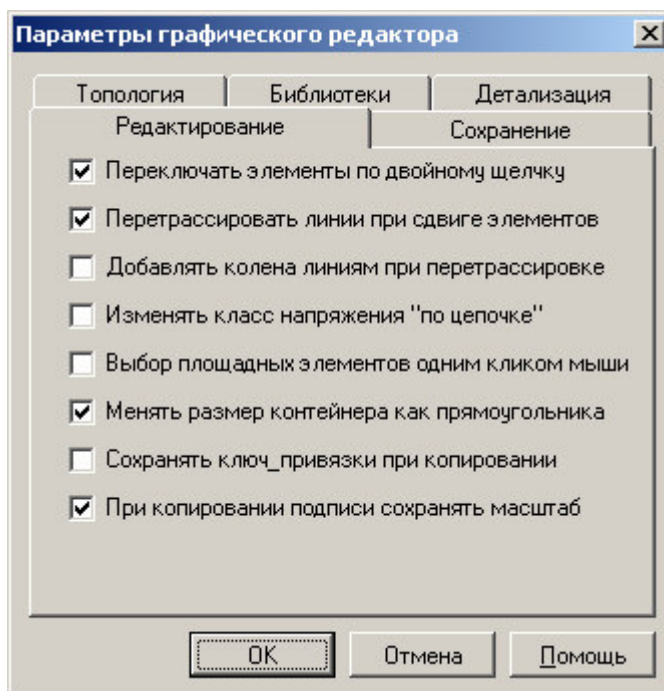 Параметры графического редактора
Топология
Библиотеки
Детализация
Редактирование
Сохранение
Переключать элементы по двойному щелчку
Перетрассировать линии при сдвиге элементов
Добавлять колена линиям при перетрассировке
Изменять класс напряжения "по цепочке"
Выбор площадных элементов одним кликом мыши
Менять размер контейнера как прямоугольника
Сохранять ключ_привязки при копировании
При копировании подписи сохранять масштаб
OK
Отмена
Помощь